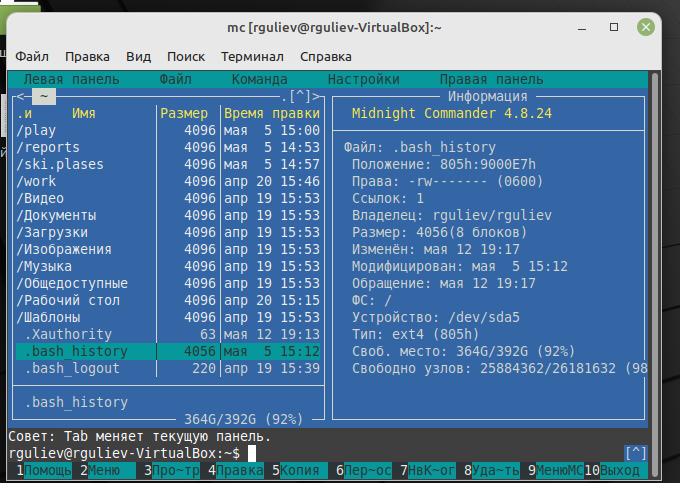 mc [rguliev@rguliev-VirtualBox]:~
Файл Правка Вид Поиск Терминал Справка
Левая панель Файл Команда Настройки Правая панель
<─ ~ .[^]>
.и Имя Размер Время правки
/play 4096 мая 5 15:00
/reports 4096 мая 5 14:53
/ski.plases 4096 мая 5 14:57
/work 4096 апр 20 15:46
/Видео 4096 апр 19 15:53
/Документы 4096 апр 19 15:53
/Загрузки 4096 апр 19 15:53
/Изображения 4096 апр 19 15:53
/Музыка 4096 апр 19 15:53
/Общедоступные 4096 апр 19 15:53
/Рабочий стол 4096 апр 20 15:15
/Шаблоны 4096 апр 19 15:53
.Xauthority 63 мая 12 19:13
.bash_history 4056 мая 5 15:12
.bash_logout 220 апр 19 15:39
.bash_history
364G/392G (92%)
Информация
Midnight Commander 4.8.24
Файл: .bash_history
Положение: 805h:9000E7h
Права: -rw------- (0600)
Ссылок: 1
Владелец: rguliev/rguliev
Размер: 4056(8 блоков)
Изменён: мая 12 19:17
Модифицирован: мая 5 15:12
Обращение: мая 12 19:17
ФС: /
Устройство: /dev/sda5
Тип: ext4 (805h)
Своб. место: 364G/392G (92%)
Свободно узлов: 25884362/26181632 (98
Совет: Tab меняет текущую панель.
rguliev@rguliev-VirtualBox:~$ [^]
1Помощь 2Меню 3Про~тр 4Правка 5Копия 6Пер~ос 7НвК~ог 8Уда~ть 9МенюMC 10Выход